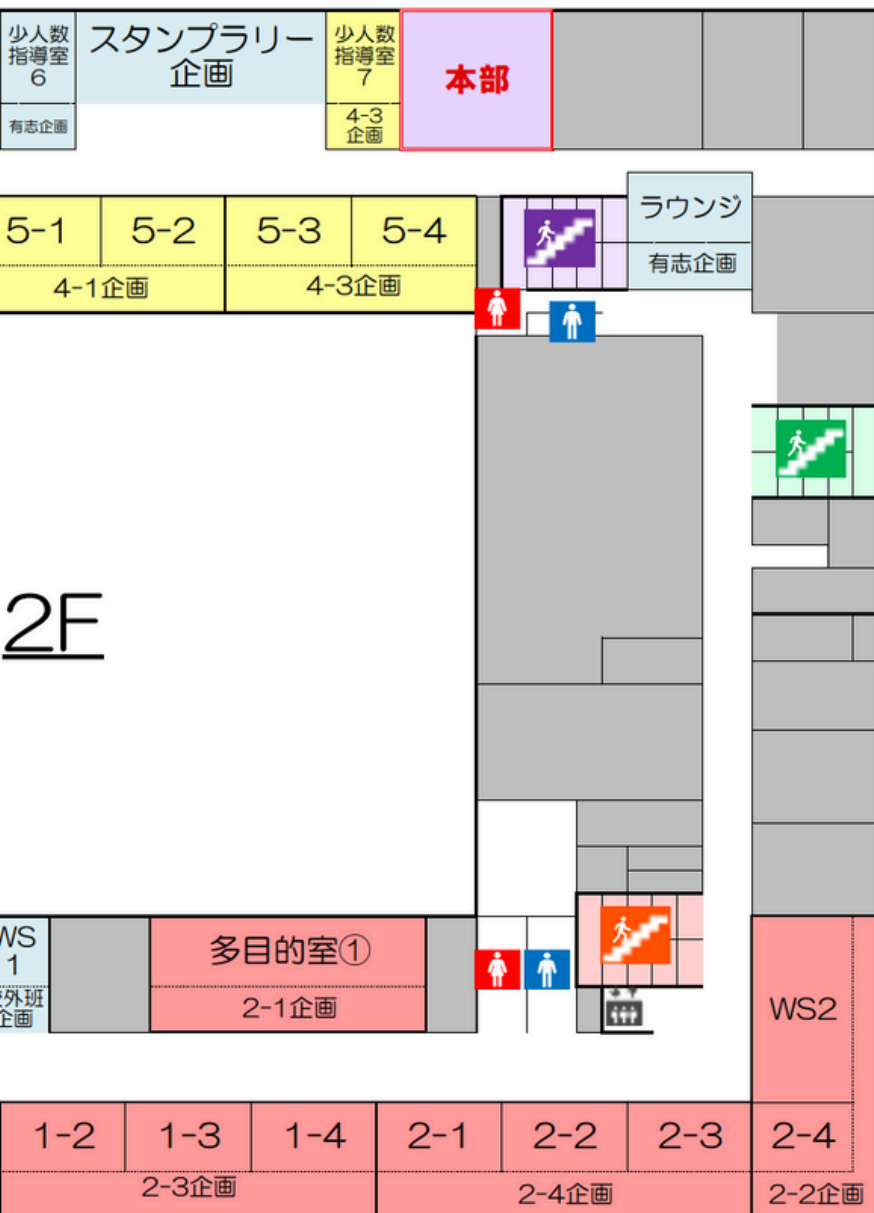 少人数
指導室
6
有志企画
スタンプラリー
企画
少人数
指導室
7
4-3
企画
本部
5-1
5-2
5-3
5-4
4-1企画
4-3企画
ラウンジ
有志企画
2F
WS
1
外班
企画
多目的室①
2-1企画
WS2
1-2
1-3
1-4
2-1
2-2
2-3
2-4
2-3企画
2-4企画
2-2企画